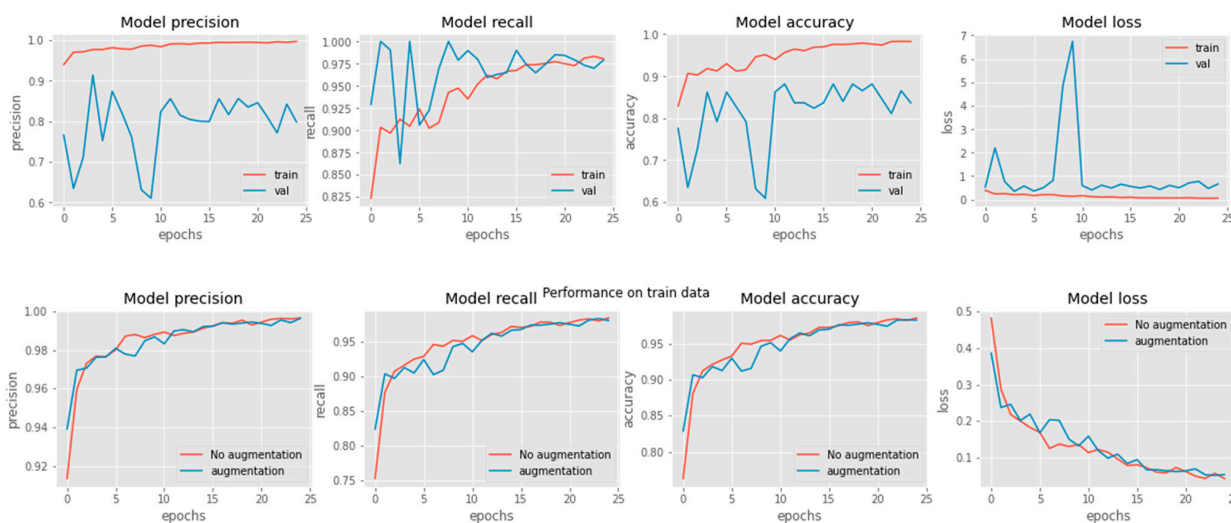 Model precision
1.0
0.9
0.8
0.7
0.6
precision
train
val
0 5 10 15 20 25
epochs
Model recall
1.000
0.975
0.950
0.925
0.900
0.875
0.850
0.825
recall
train
val
0 5 10 15 20 25
epochs
Model accuracy
1.0
0.9
0.8
0.7
0.6
accuracy
train
val
0 5 10 15 20 25
epochs
Model loss
7
6
5
4
3
2
1
0
loss
train
val
0 5 10 15 20 25
epochs
Performance on train data
Model precision
1.00
0.98
0.96
0.94
0.92
precision
No augmentation
augmentation
0 5 10 15 20 25
epochs
Model recall
0.95
0.90
0.85
0.80
0.75
recall
No augmentation
augmentation
0 5 10 15 20 25
epochs
Model accuracy
0.95
0.90
0.85
0.80
accuracy
No augmentation
augmentation
0 5 10 15 20 25
epochs
Model loss
0.5
0.4
0.3
0.2
0.1
loss
No augmentation
augmentation
0 5 10 15 20 25
epochs